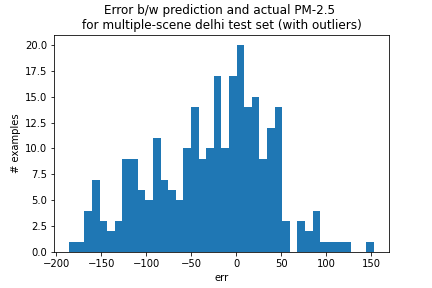 Error b/w prediction and actual PM-2.5
for multiple-scene delhi test set (with outliers)
20.0
17.5
15.0
12.5
10.0
7.5
5.0
2.5
0.0
# examples
−200 −150 −100 −50 0 50 100 150
err